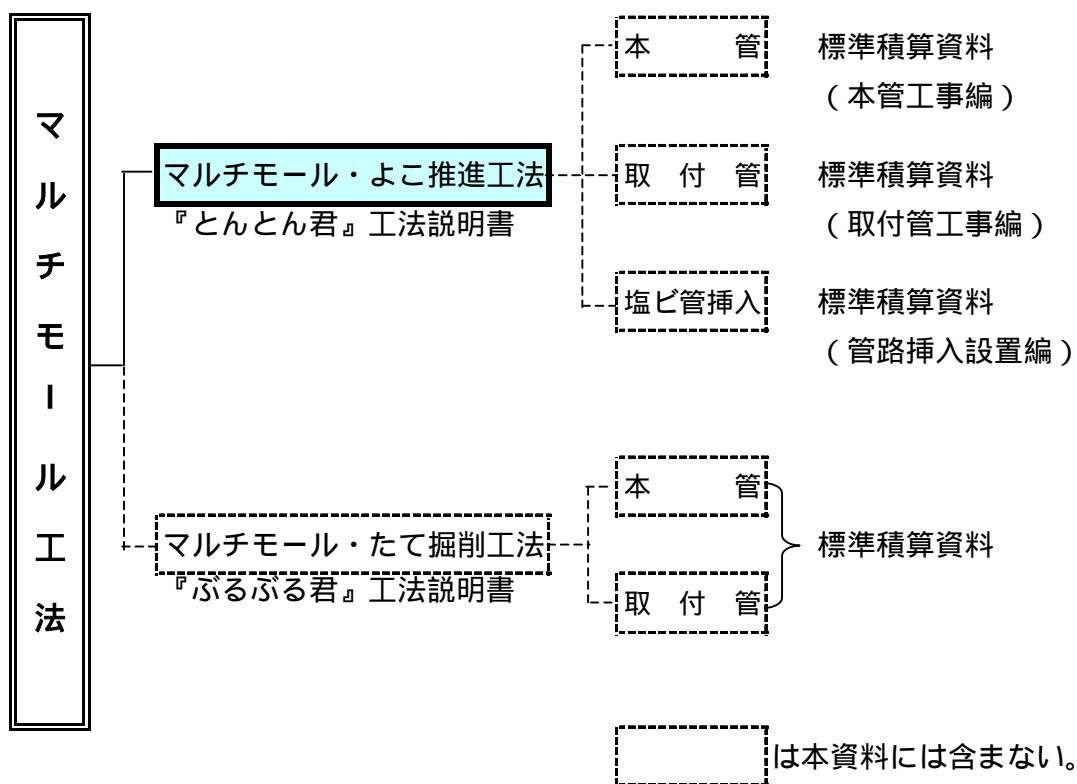 マルチモール工法
本　　管　標準積算資料
（本管工事編）
マルチモール・よこ推進工法　取　付　管　標準積算資料
『とんとん君』工法説明書　（取付管工事編）
塩ビ管挿入　標準積算資料
（管路挿入設置編）
本　　管
マルチモール・たて掘削工法　標準積算資料
『ぶるぶる君』工法説明書
取　付　管
は本資料には含まない。